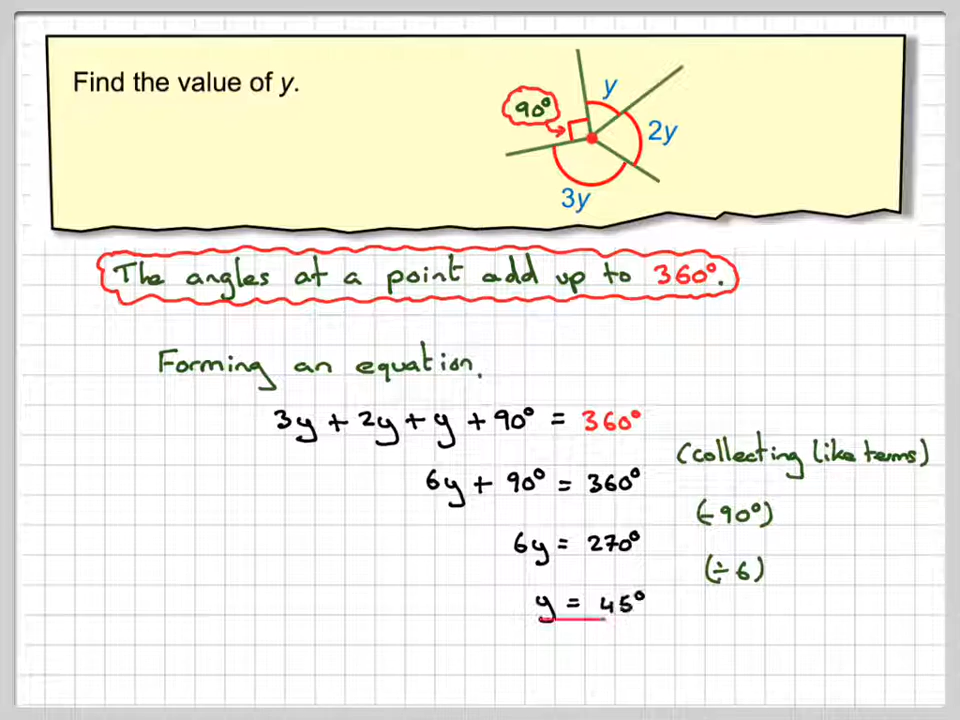 Find the value of y.
90°
y
2y
3y
The angles at a point add up to 360°.
Forming an equation.
3y + 2y + y + 90° = 360°
(collecting like terms)
6y + 90° = 360°
(-90°)
6y = 270°
(÷6)
y = 45°